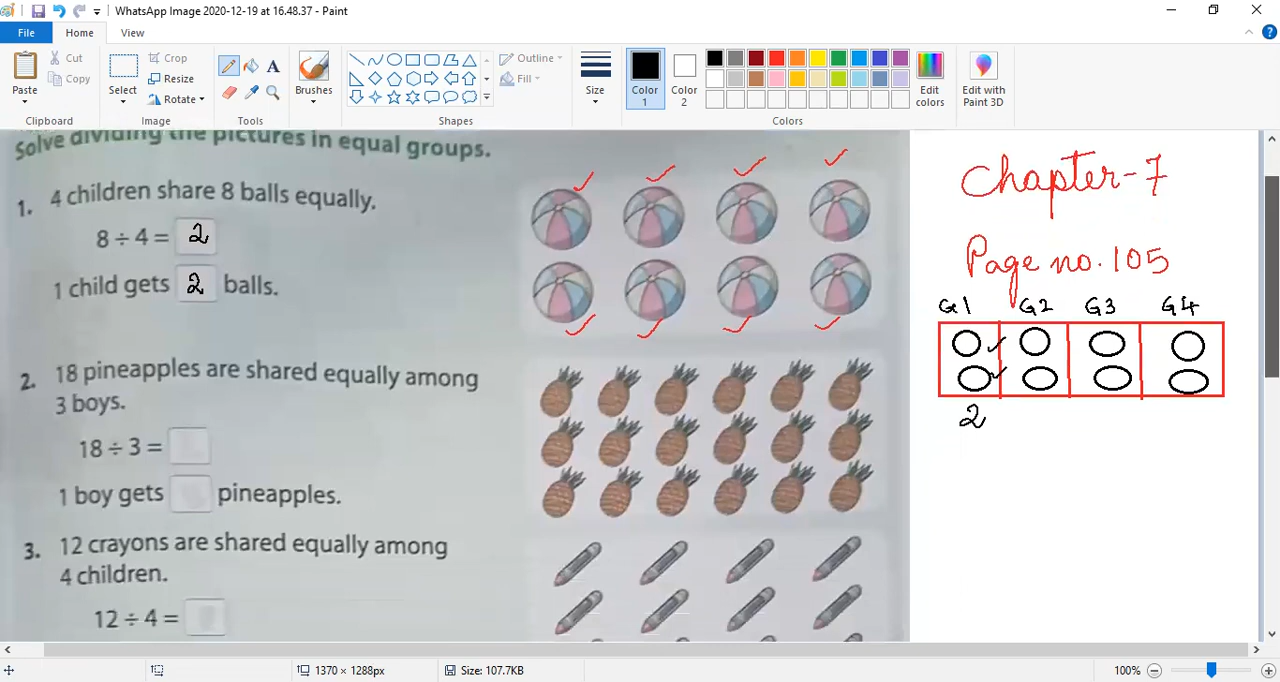 WhatsApp Image 2020-12-19 at 16.48.37 - Paint
File Home View
Paste Cut Copy Select Crop Resize Rotate A Brushes Outline Fill Size Color 1 Color 2 Edit colors Edit with Paint 3D
Clipboard Image Tools Shapes Colors
Solve dividing the pictures in equal groups.
1. 4 children share 8 balls equally.
8 ÷ 4 = 2
1 child gets 2 balls.
2. 18 pineapples are shared equally among
3 boys.
18 ÷ 3 =
1 boy gets pineapples.
3. 12 crayons are shared equally among
4 children.
12 ÷ 4 =
Chapter-7
Page no. 105
G1 G2 G3 G4
2
1370 × 1288px Size: 107.7KB 100%